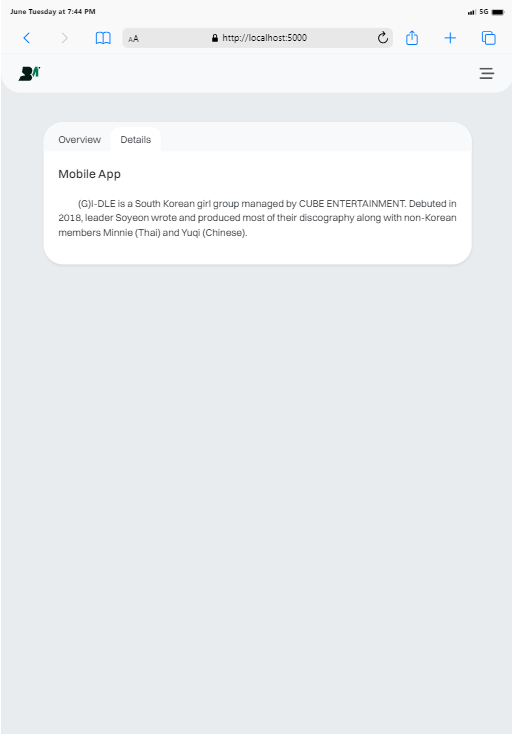 June Tuesday at 7:44 PM
5G
AA
http://localhost:5000
Overview
Details
Mobile App
(G)I-DLE is a South Korean girl group managed by CUBE ENTERTAINMENT. Debuted in
2018, leader Soyeon wrote and produced most of their discography along with non-Korean
members Minnie (Thai) and Yuqi (Chinese).